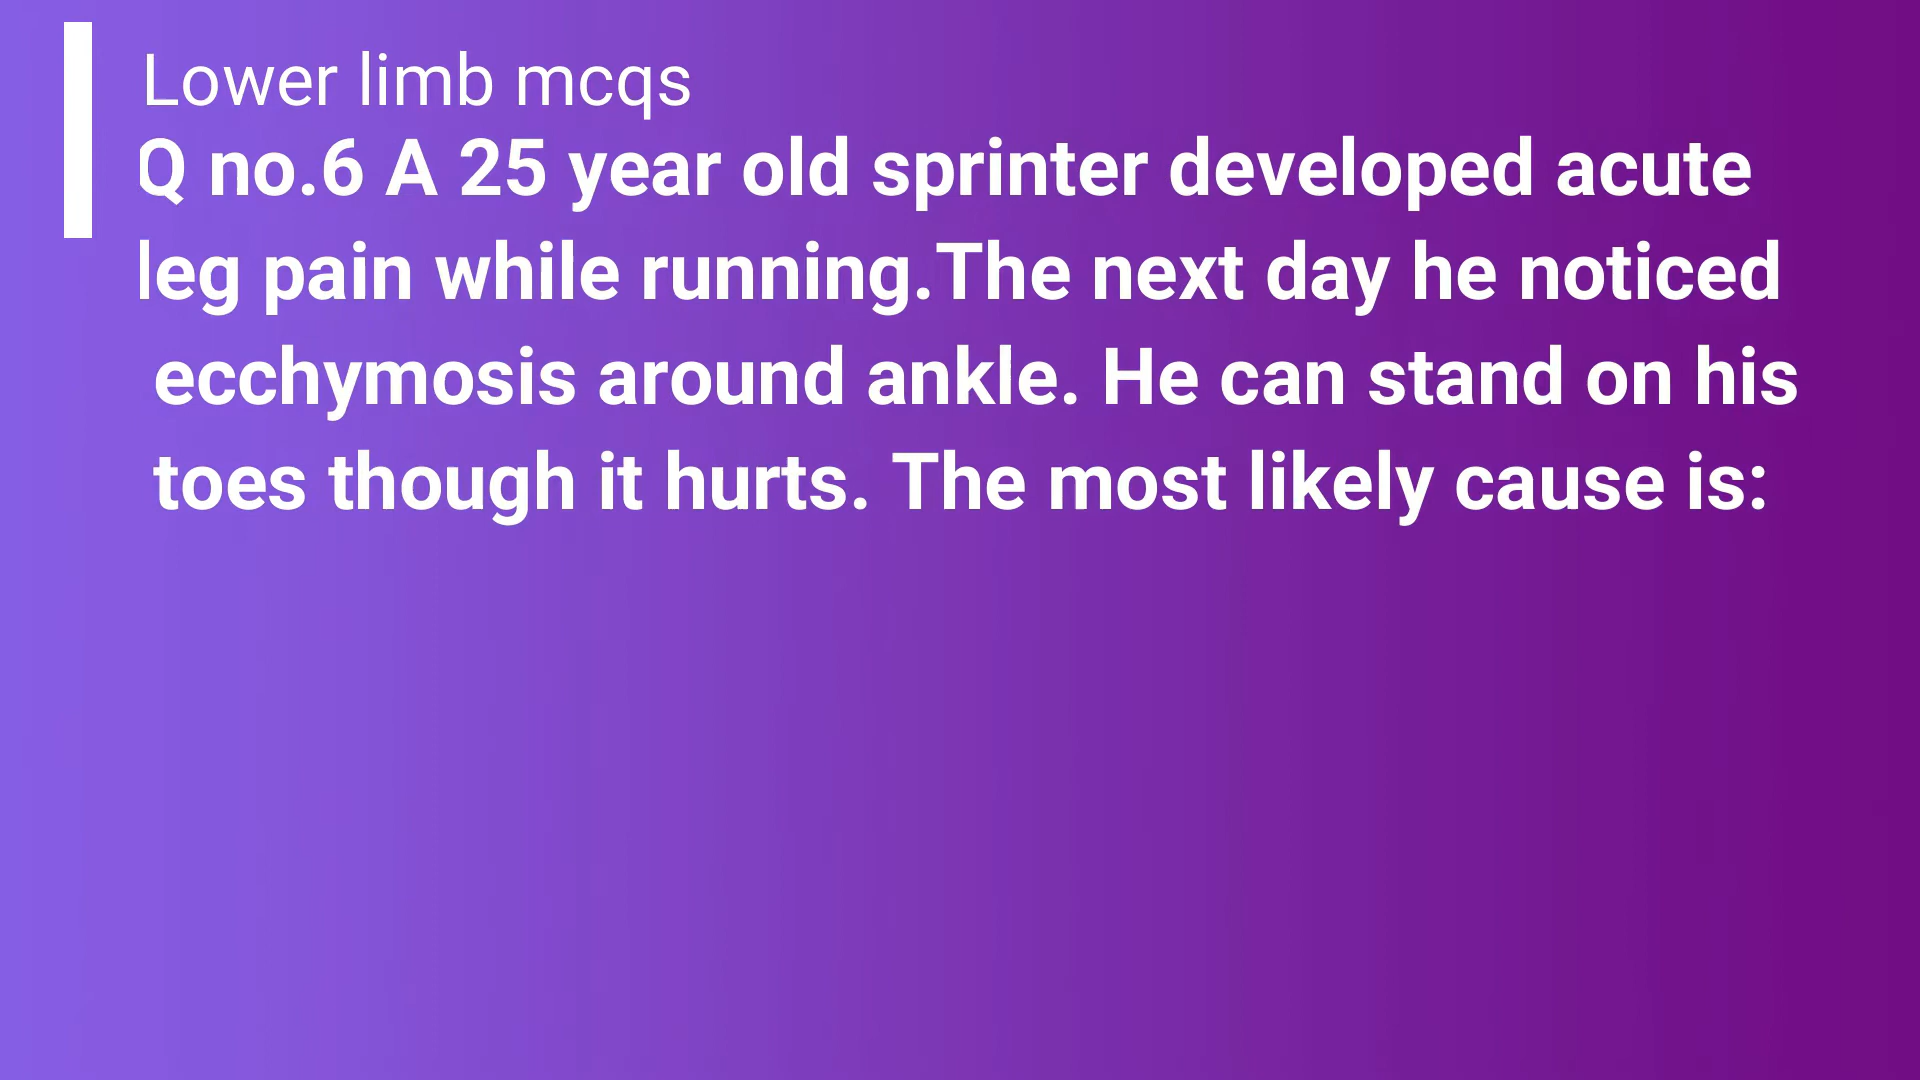 Lower limb mcqs
Q no.6 A 25 year old sprinter developed acute
leg pain while running.The next day he noticed
ecchymosis around ankle. He can stand on his
toes though it hurts. The most likely cause is: